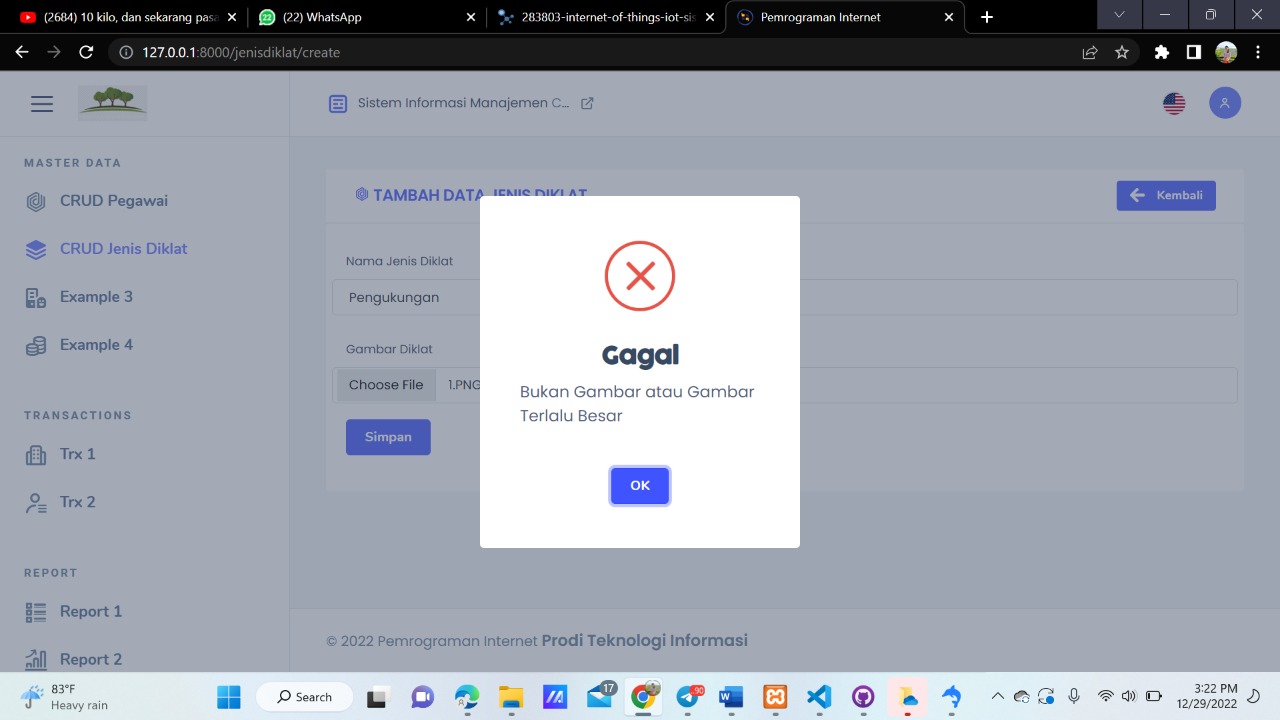 (2684) 10 kilo, dan sekarang pasa
(22) WhatsApp
283803-internet-of-things-iot-sis
Pemrograman Internet
127.0.0.1:8000/jenisdiklat/create
Sistem Informasi Manajemen C...
MASTER DATA
CRUD Pegawai
CRUD Jenis Diklat
Example 3
Example 4
TRANSACTIONS
Trx 1
Trx 2
REPORT
Report 1
Report 2
TAMBAH DATA JENIS DIKLAT
Kembali
Nama Jenis Diklat
Pengukungan
Gambar Diklat
Choose File
1.PNG
Simpan
Gagal
Bukan Gambar atau Gambar
Terlalu Besar
OK
© 2022 Pemrograman Internet Prodi Teknologi Informasi
83°F
Heavy rain
Search
17
90
3:22 PM
12/29/2022